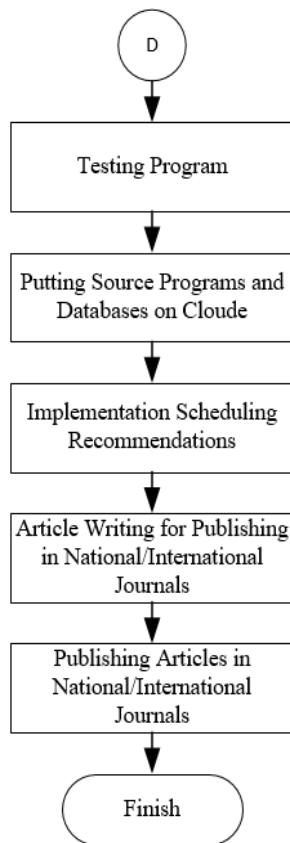 D
Testing Program
Putting Source Programs and
Databases on Cloude
Implementation Scheduling
Recommendations
Article Writing for Publishing
in National/International
Journals
Publishing Articles in
National/International
Journals
Finish